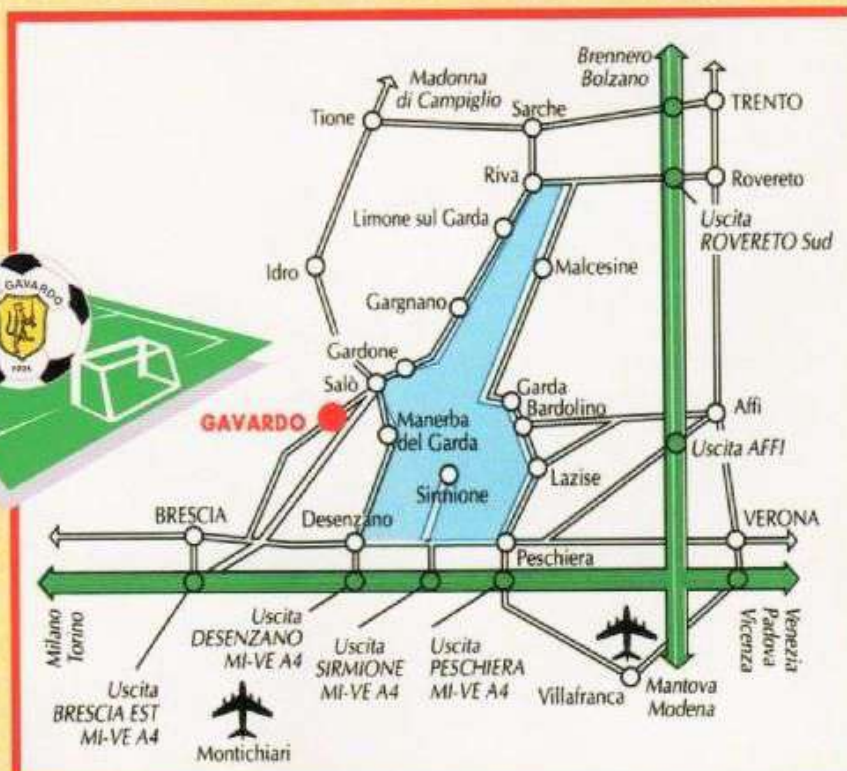 Brennero
Bolzano
Madonna
di Campiglio
Tione
Sarche
TRENTO
Riva
Rovereto
Limone sul Garda
Uscita
ROVERETO Sud
Idro
Malcesine
GAVARDO
Gargnano
Gardone
Salò
Garda
Bardolino
Affi
GAVARDO
Manerba
del Garda
Uscita AFFI
Lazise
Sirmione
BRESCIA
Desenzano
VERONA
Peschiera
Milano
Torino
Uscita
BRESCIA EST
MI-VE A4
Uscita
DESENZANO
MI-VE A4
Uscita
SIRMIONE
MI-VE A4
Uscita
PESCHIERA
MI-VE A4
Villafranca
Mantova
Modena
Venezia
Padova
Vicenza
Montichiari